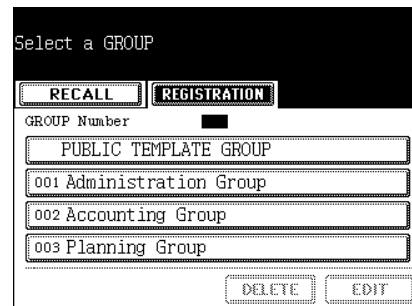 Select a GROUP
RECALL REGISTRATION
GROUP Number
PUBLIC TEMPLATE GROUP
001 Administration Group
002 Accounting Group
003 Planning Group
DELETE EDIT